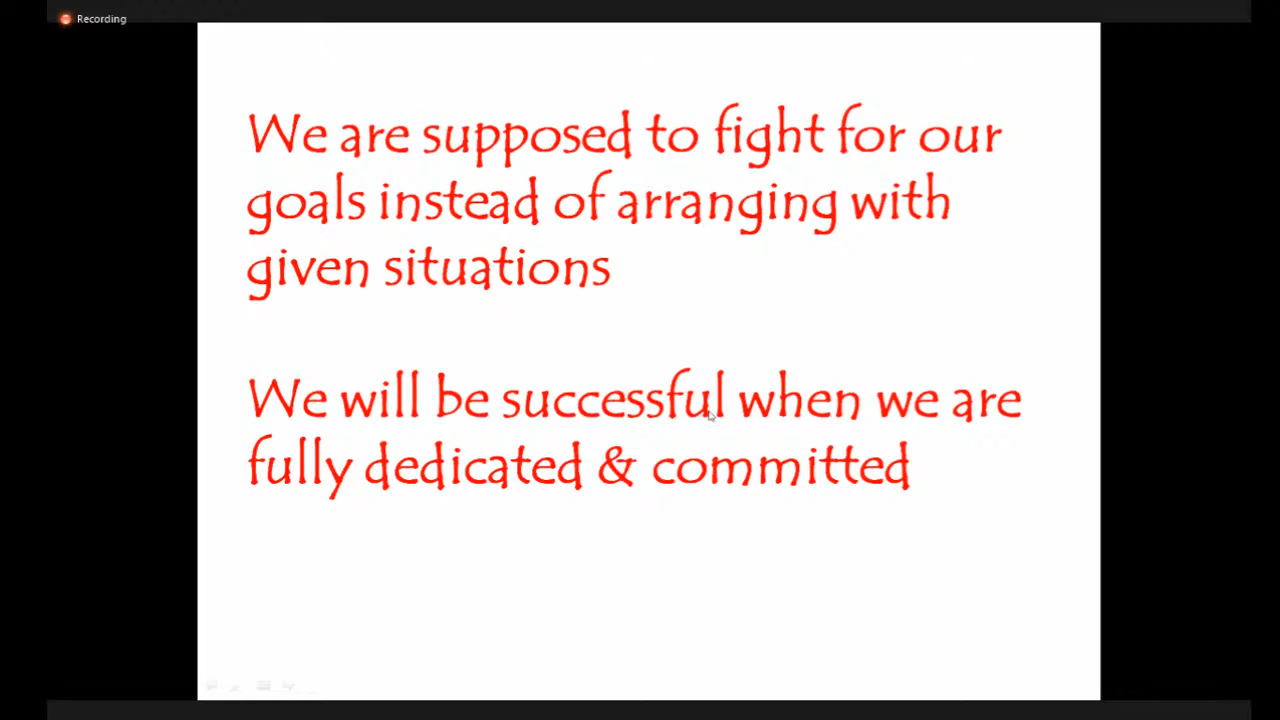 Recording
We are supposed to fight for our
goals instead of arranging with
given situations
We will be successful when we are
fully dedicated & committed